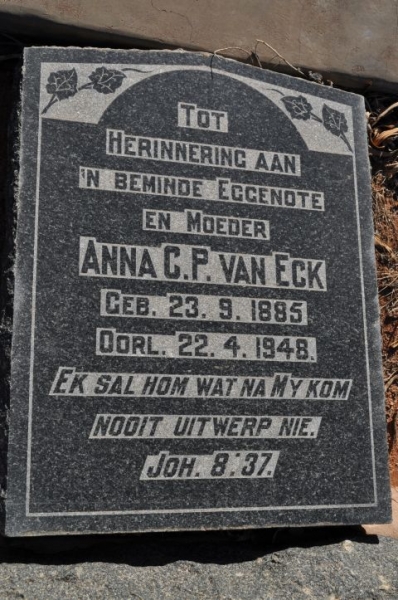 TOT
HERINNERING AAN
'N BEMINDE EGGENOTE
EN MOEDER
ANNA C.P. VAN ECK
GEB. 23. 9. 1885
OORL. 22. 4. 1948.
EK SAL HOM WAT NA MY KOM
NOOIT UITWERP NIE.
JOH. 8:37.